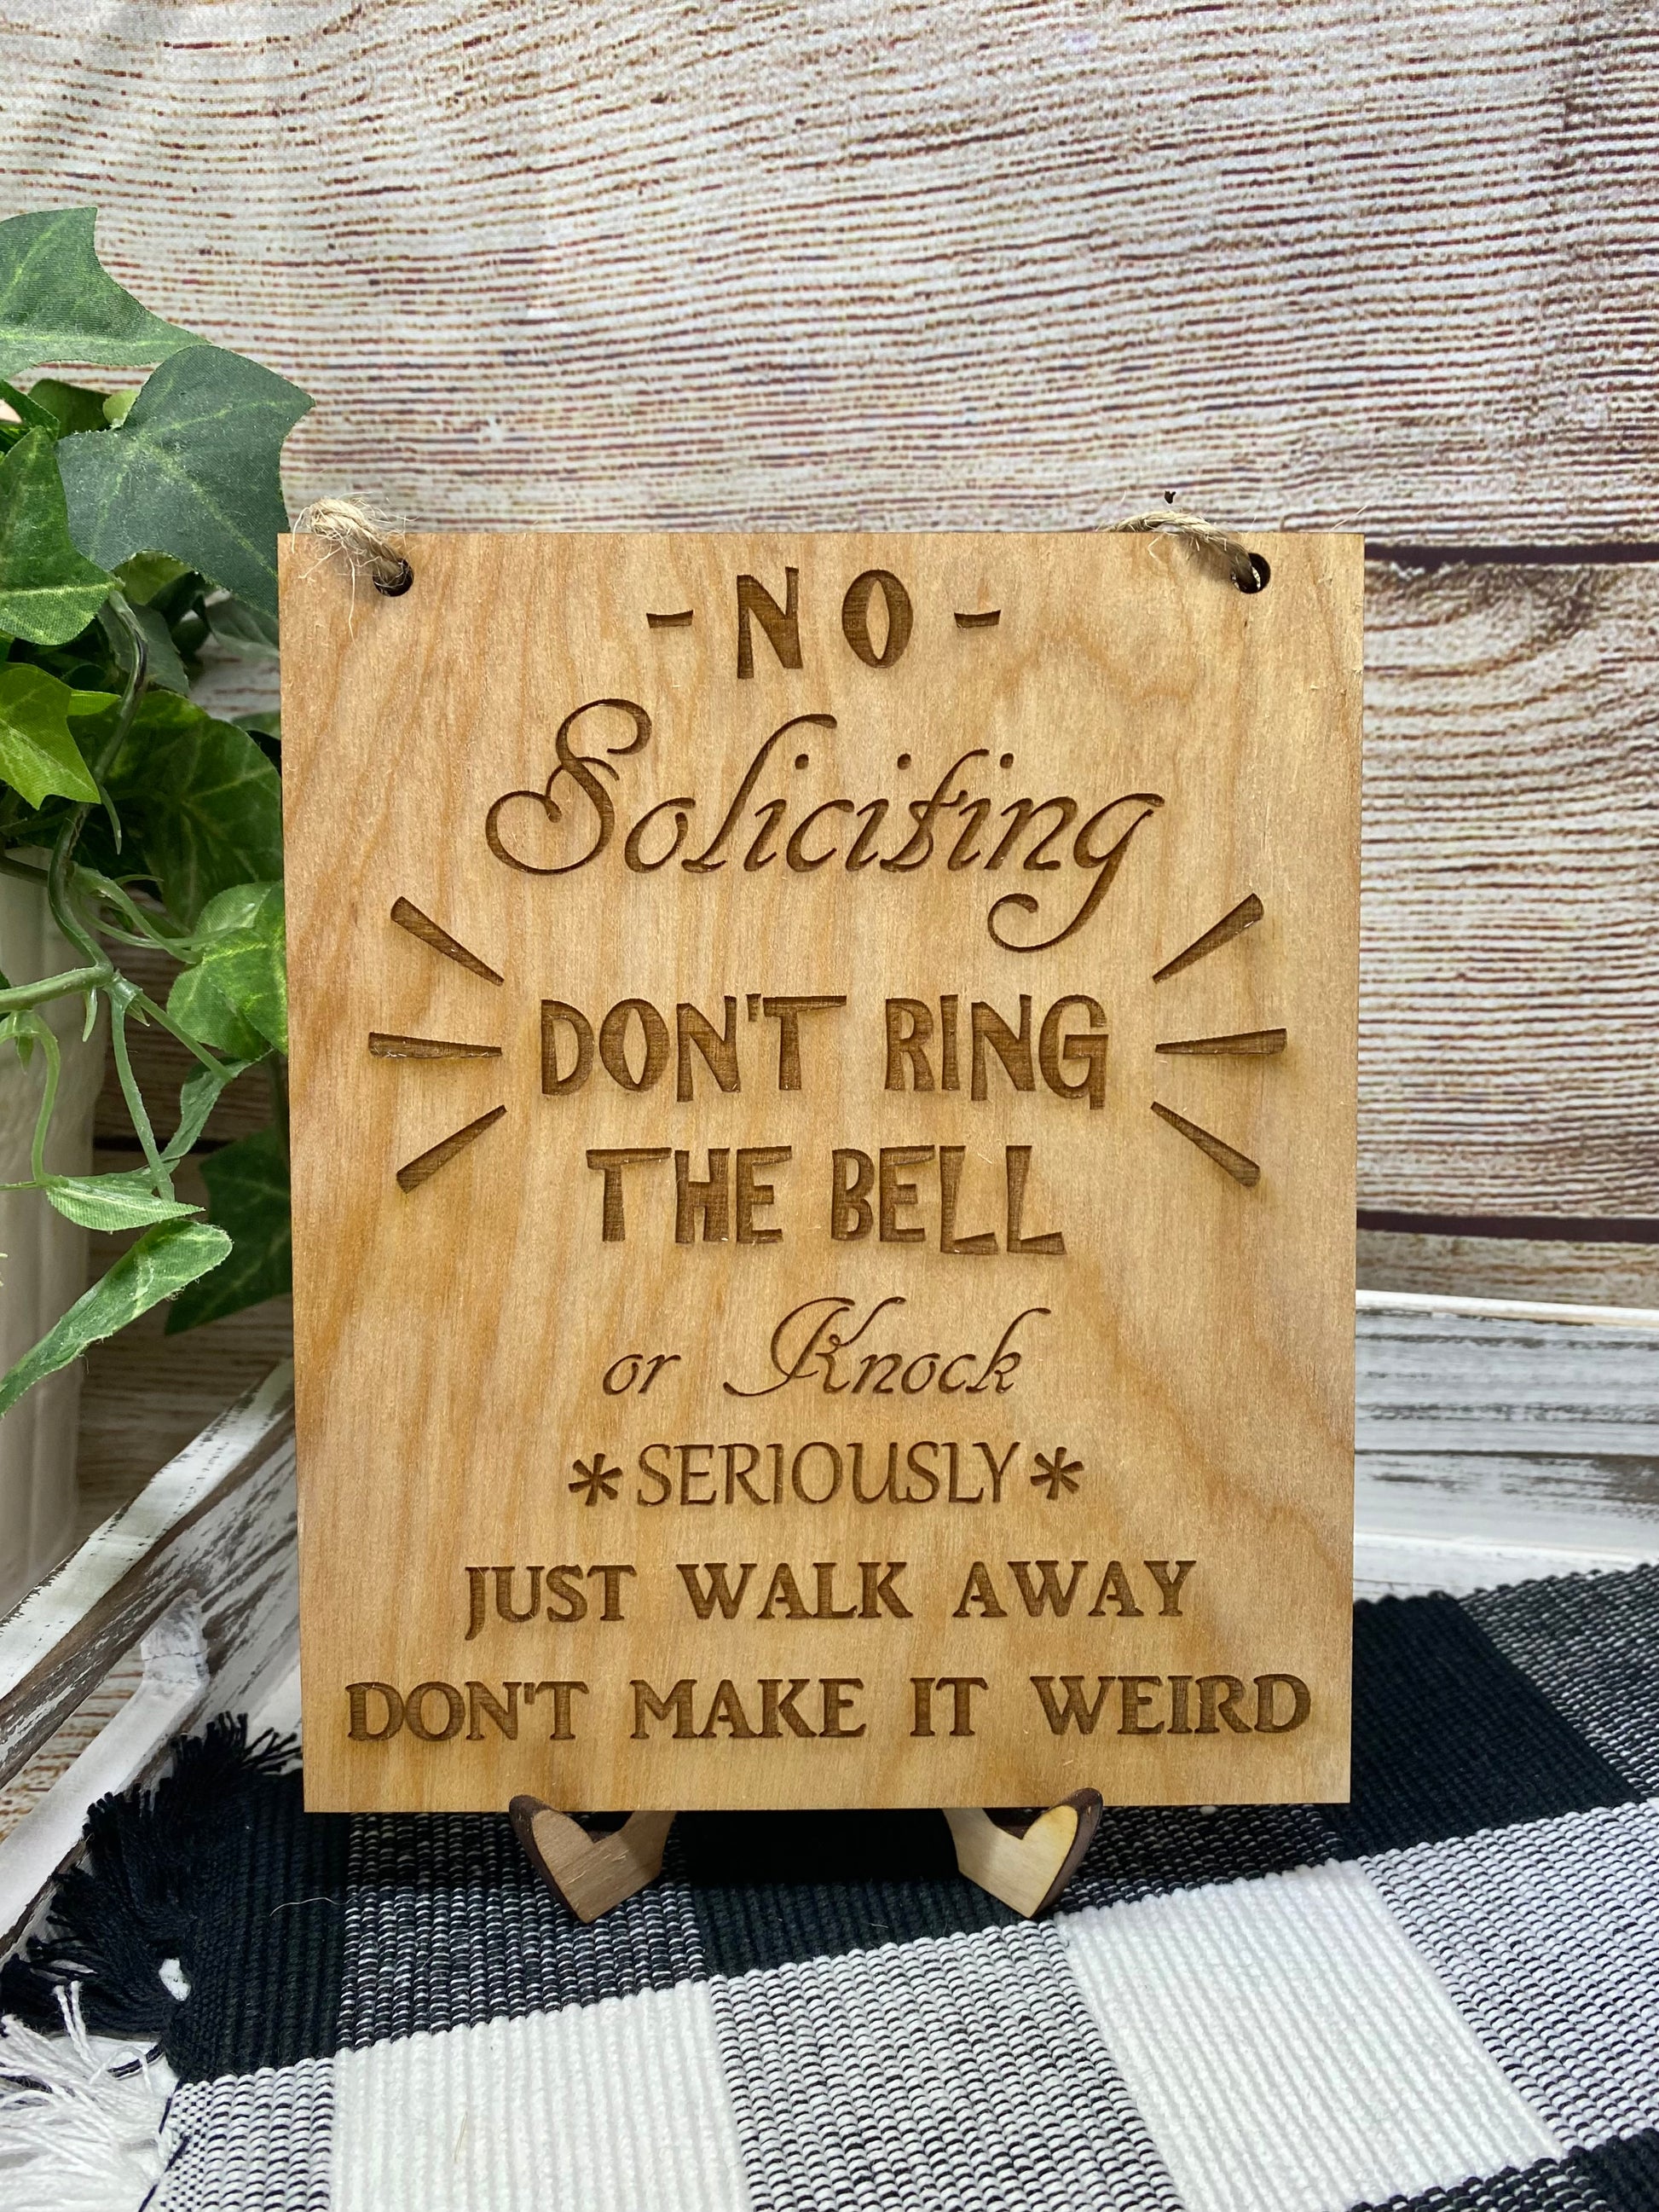 - NO -
Soliciting
DON'T RING
THE BELL
or Knock
*SERIOUSLY*
JUST WALK AWAY
DON'T MAKE IT WEIRD